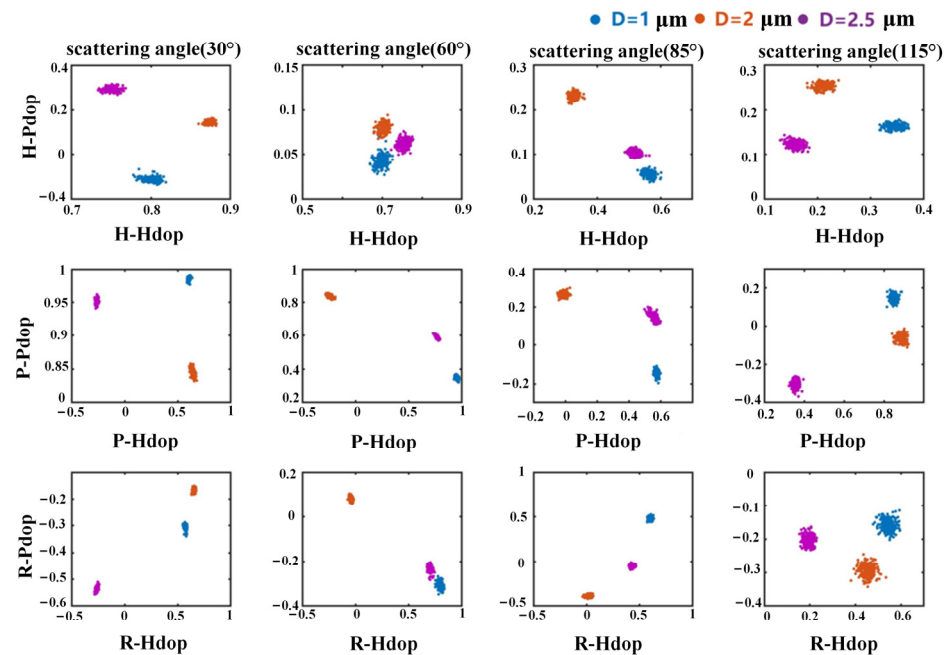 D=1 μm D=2 μm D=2.5 μm
scattering angle(30°) scattering angle(60°) scattering angle(85°) scattering angle(115°)
H-Pdop
0.4
0.2
0
−0.4
0.7 0.8 0.9
H-Hdop
0.15
0.1
0.05
0
0.5 0.7 0.9
H-Hdop
0.3
0.2
0.1
0
0.2 0.4 0.6
H-Hdop
0.3
0.2
0.1
0
0.1 0.2 0.3 0.4
H-Hdop
P-Pdop
1
0.95
0.9
0.85
0
−0.5 0 0.5 1
P-Hdop
1
0.8
0.6
0.4
0.2
−0.5 0 0.5 1
P-Hdop
0.4
0.2
0
−0.2
−0.2 0 0.2 0.4 0.6
P-Hdop
0.2
0
−0.2
−0.4
0.2 0.4 0.6 0.8
P-Hdop
R-Pdop
−0.2
−0.3
−0.4
−0.5
−0.6
−0.5 0 0.5 1
R-Hdop
0.2
0
−0.2
−0.4
−0.5 0 0.5 1
R-Hdop
1
0.5
0
−0.5
−0.5 0 0.5 1
R-Hdop
0
−0.1
−0.2
−0.3
−0.4
0 0.2 0.4 0.6
R-Hdop